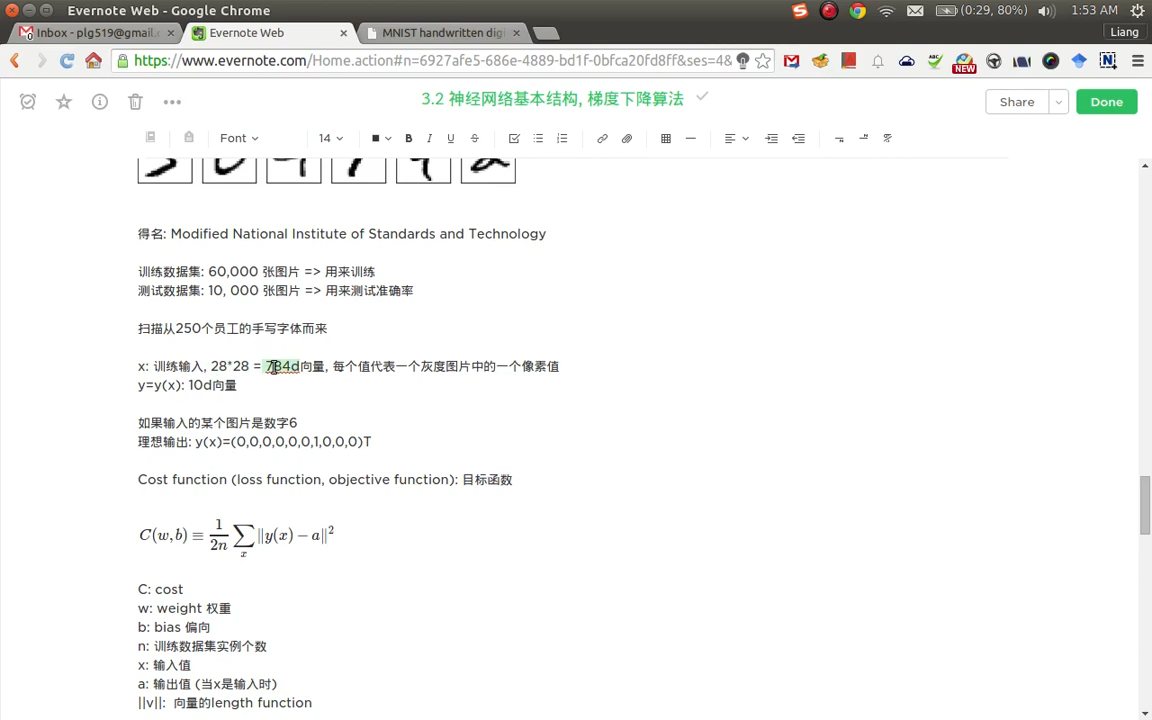 Evernote Web - Google Chrome
(0:29, 80%)
1:53 AM
Inbox - plg519@gmail.c
Evernote Web
MNIST handwritten digi
Liang
https://www.evernote.com/Home.action#n=6927afe5-686e-4889-bd1f-0bfca20fd8ff&ses=4&
NEW
3.2 神经网络基本结构, 梯度下降算法
Share
Done
Font
14
B I U S
得名: Modified National Institute of Standards and Technology
训练数据集: 60,000 张图片 => 用来训练
测试数据集: 10, 000 张图片 => 用来测试准确率
扫描从250个员工的手写字体而来
x: 训练输入, 28*28 = 784d向量, 每个值代表一个灰度图片中的一个像素值
y=y(x): 10d向量
如果输入的某个图片是数字6
理想输出: y(x)=(0,0,0,0,0,0,1,0,0,0)T
Cost function (loss function, objective function): 目标函数
C(w,b) ≡ 1/2n ∑x ‖y(x) − a‖²
C: cost
w: weight 权重
b: bias 偏向
n: 训练数据集实例个数
x: 输入值
a: 输出值 (当x是输入时)
||v||: 向量的length function